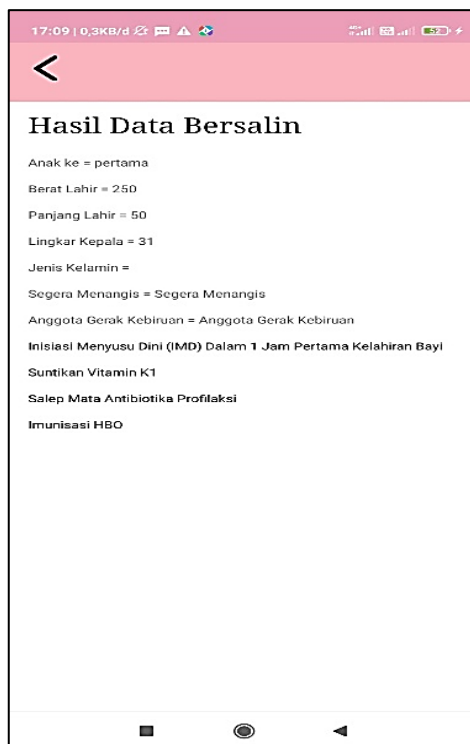 17:09 | 0,3KB/d
52
Hasil Data Bersalin
Anak ke = pertama
Berat Lahir = 250
Panjang Lahir = 50
Lingkar Kepala = 31
Jenis Kelamin =
Segera Menangis = Segera Menangis
Anggota Gerak Kebiruan = Anggota Gerak Kebiruan
Inisiasi Menyusu Dini (IMD) Dalam 1 Jam Pertama Kelahiran Bayi
Suntikan Vitamin K1
Salep Mata Antibiotika Profilaksi
Imunisasi HBO